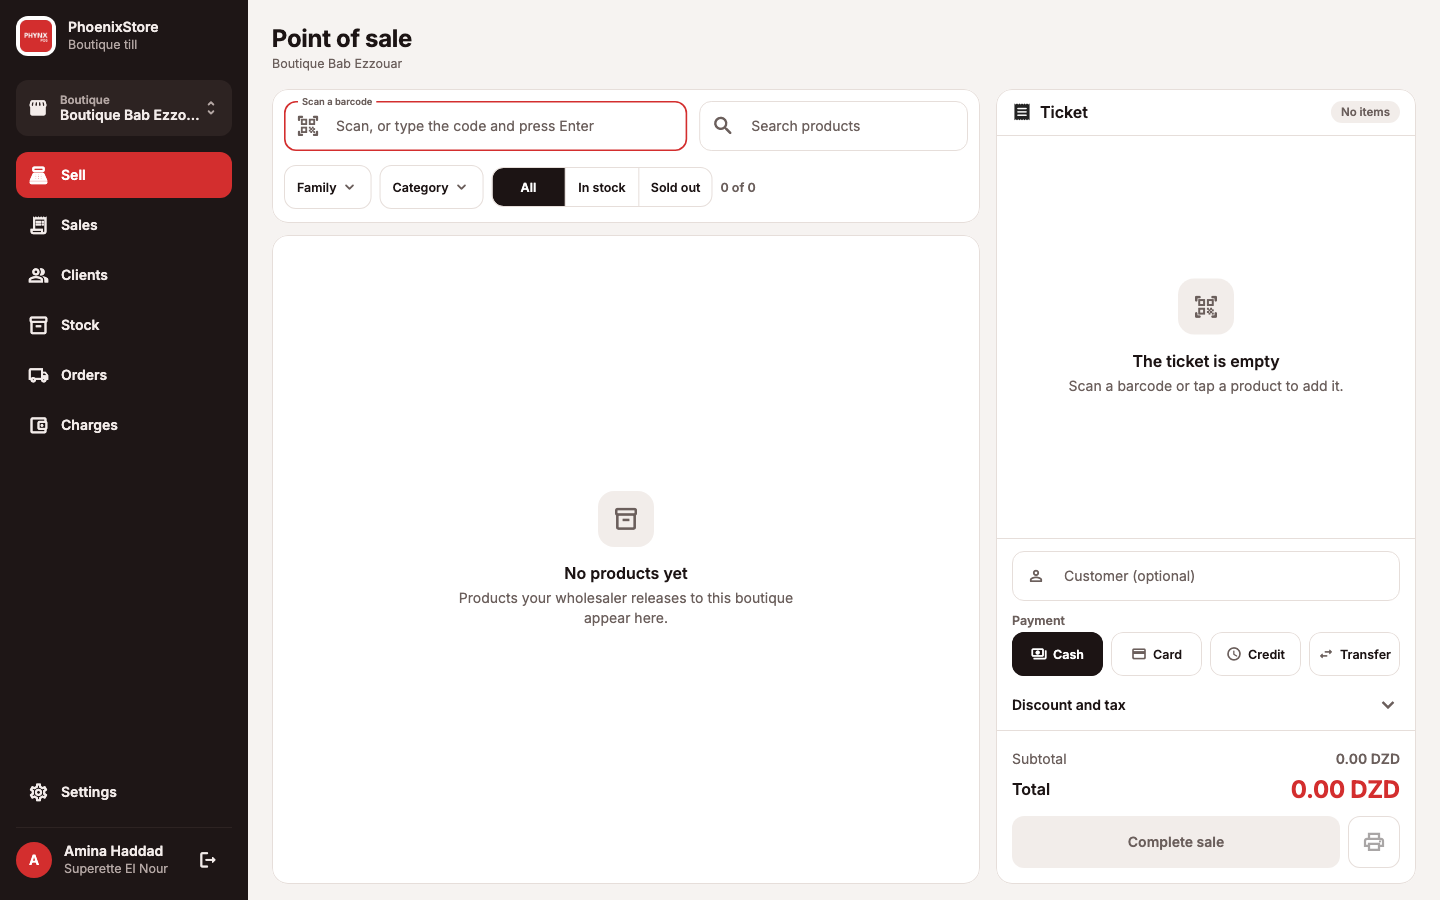 PHYNX
POS
PhoenixStore
Boutique till
Boutique
Boutique Bab Ezzo...
Sell
Sales
Clients
Stock
Orders
Charges
Settings
A
Amina Haddad
Superette El Nour
Point of sale
Boutique Bab Ezzouar
Scan a barcode
Scan, or type the code and press Enter
Search products
Family
Category
All
In stock
Sold out
0 of 0
No products yet
Products your wholesaler releases to this boutique
appear here.
Ticket
No items
The ticket is empty
Scan a barcode or tap a product to add it.
Customer (optional)
Payment
Cash
Card
Credit
Transfer
Discount and tax
Subtotal
0.00 DZD
Total
0.00 DZD
Complete sale